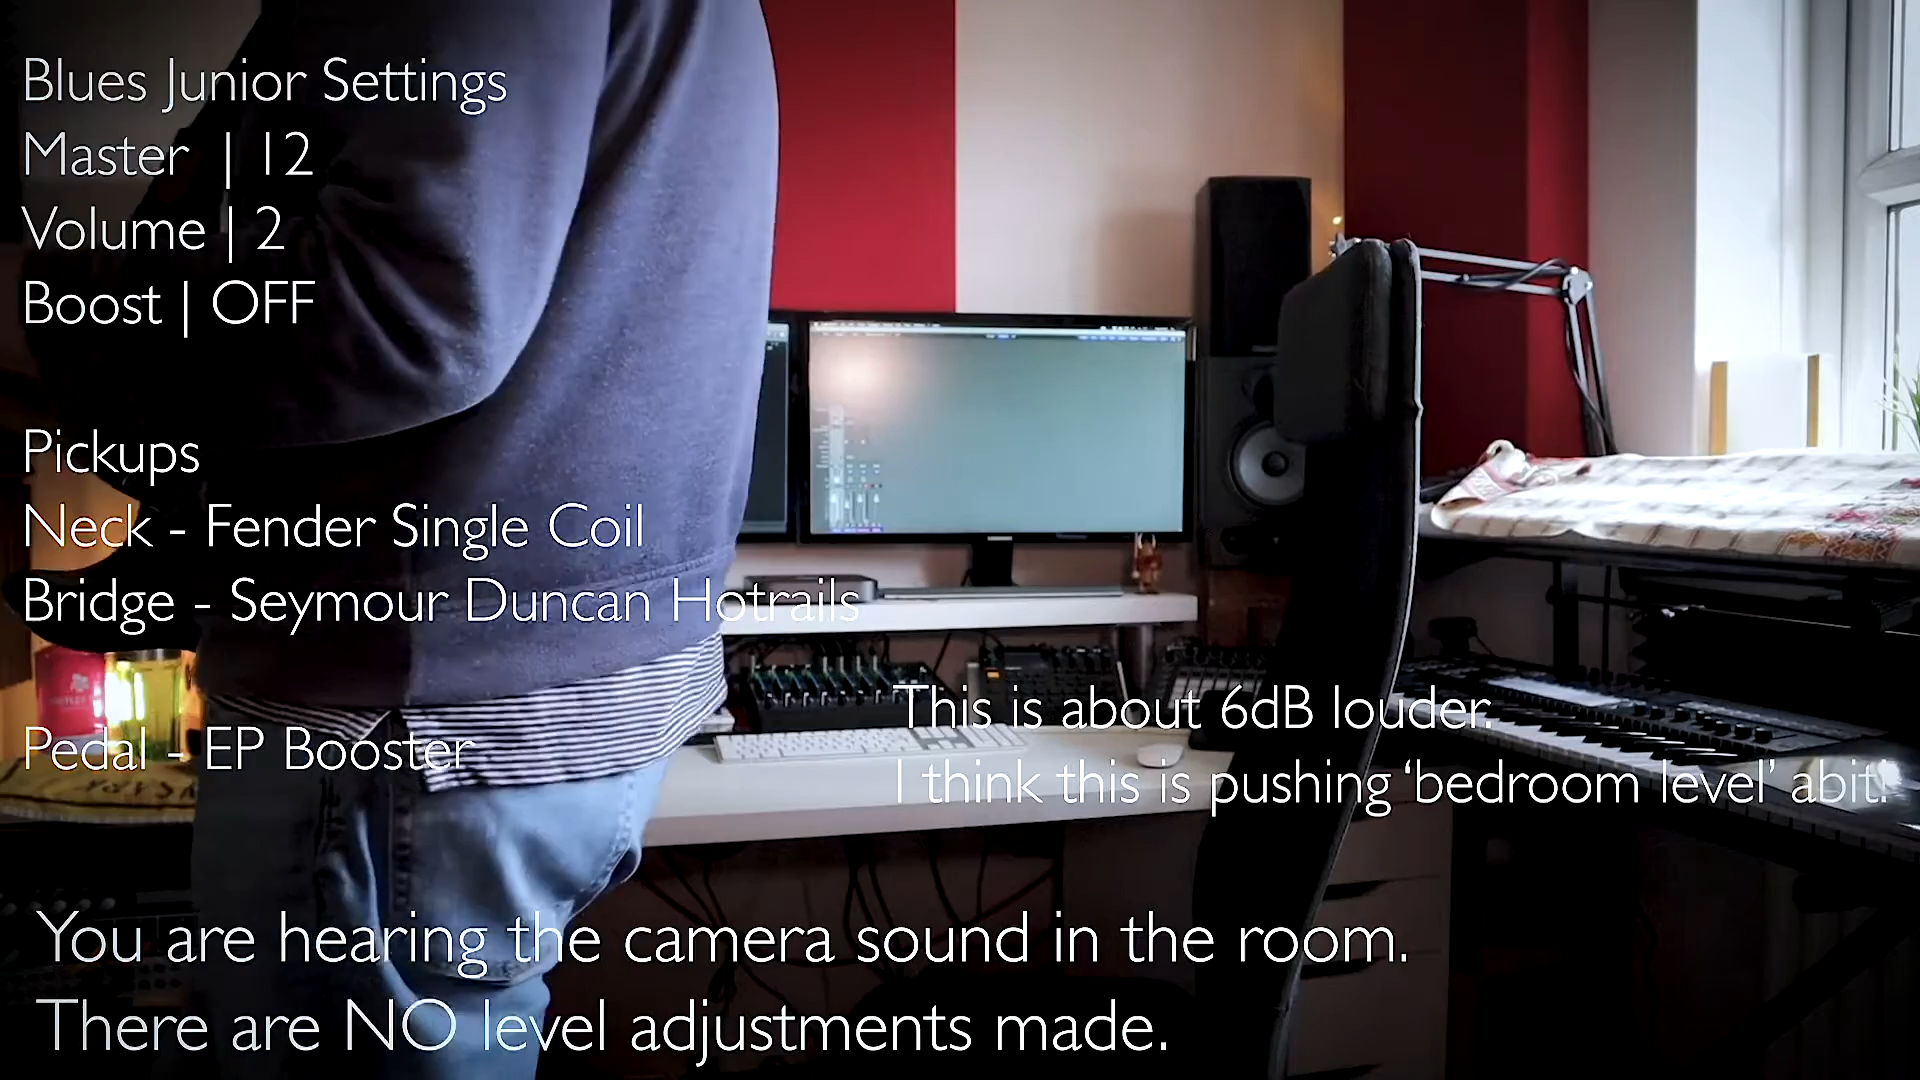 Blues Junior Settings
Master | 12
Volume | 2
Boost | OFF
Pickups
Neck - Fender Single Coil
Bridge - Seymour Duncan Hotrails
Pedal - EP Booster
This is about 6dB louder.
I think this is pushing ‘bedroom level’ abit!
You are hearing the camera sound in the room.
There are NO level adjustments made.